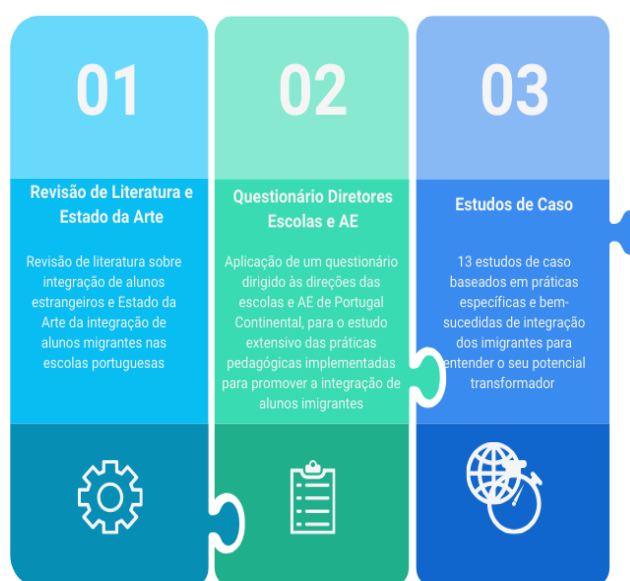 01
Revisão de Literatura e
Estado da Arte
Revisão de literatura sobre
integração de alunos
estrangeiros e Estado da
Arte da integração de
alunos migrantes nas
escolas portuguesas
02
Questionário Diretores
Escolas e AE
Aplicação de um questionário
dirigido às direções das
escolas e AE de Portugal
Continental, para o estudo
extensivo das práticas
pedagógicas implementadas
para promover a integração de
alunos imigrantes
03
Estudos de Caso
13 estudos de caso
baseados em práticas
específicas e bem-
sucedidas de integração
dos imigrantes para
entender o seu potencial
transformador